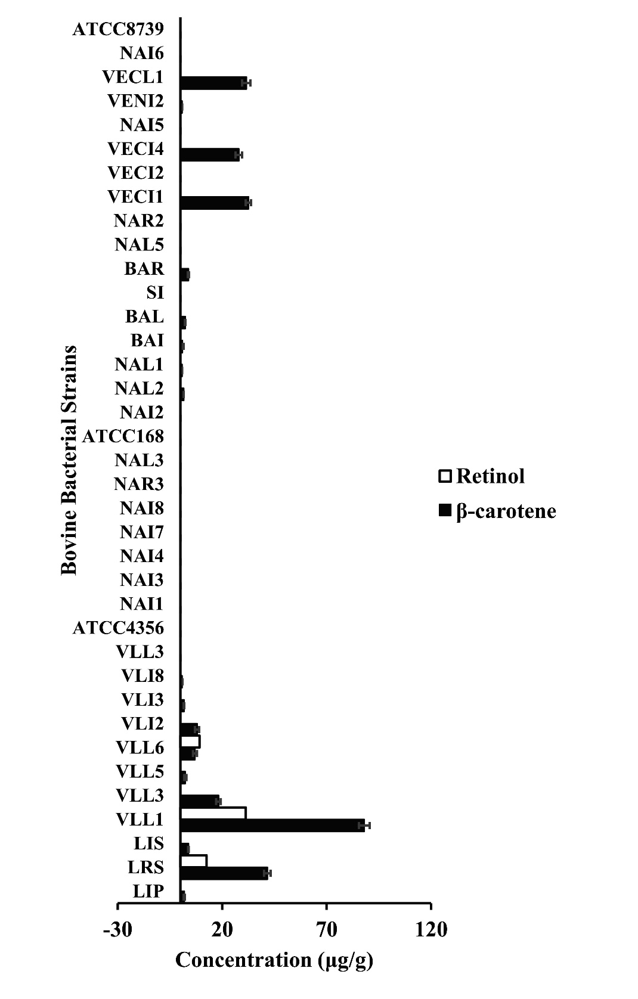 ATCC8739
NAI6
VECL1
VENI2
NAI5
VECI4
VECI2
VECI1
NAR2
NAL5
BAR
SI
BAL
BAI
NAL1
NAL2
NAI2
ATCC168
NAL3
NAR3
NAI8
NAI7
NAI4
NAI3
NAI1
ATCC4356
VLL3
VLI8
VLI3
VLI2
VLL6
VLL5
VLL3
VLL1
LIS
LRS
LIP
Bovine Bacterial Strains
Retinol
β-carotene
-30 20 70 120
Concentration (µg/g)